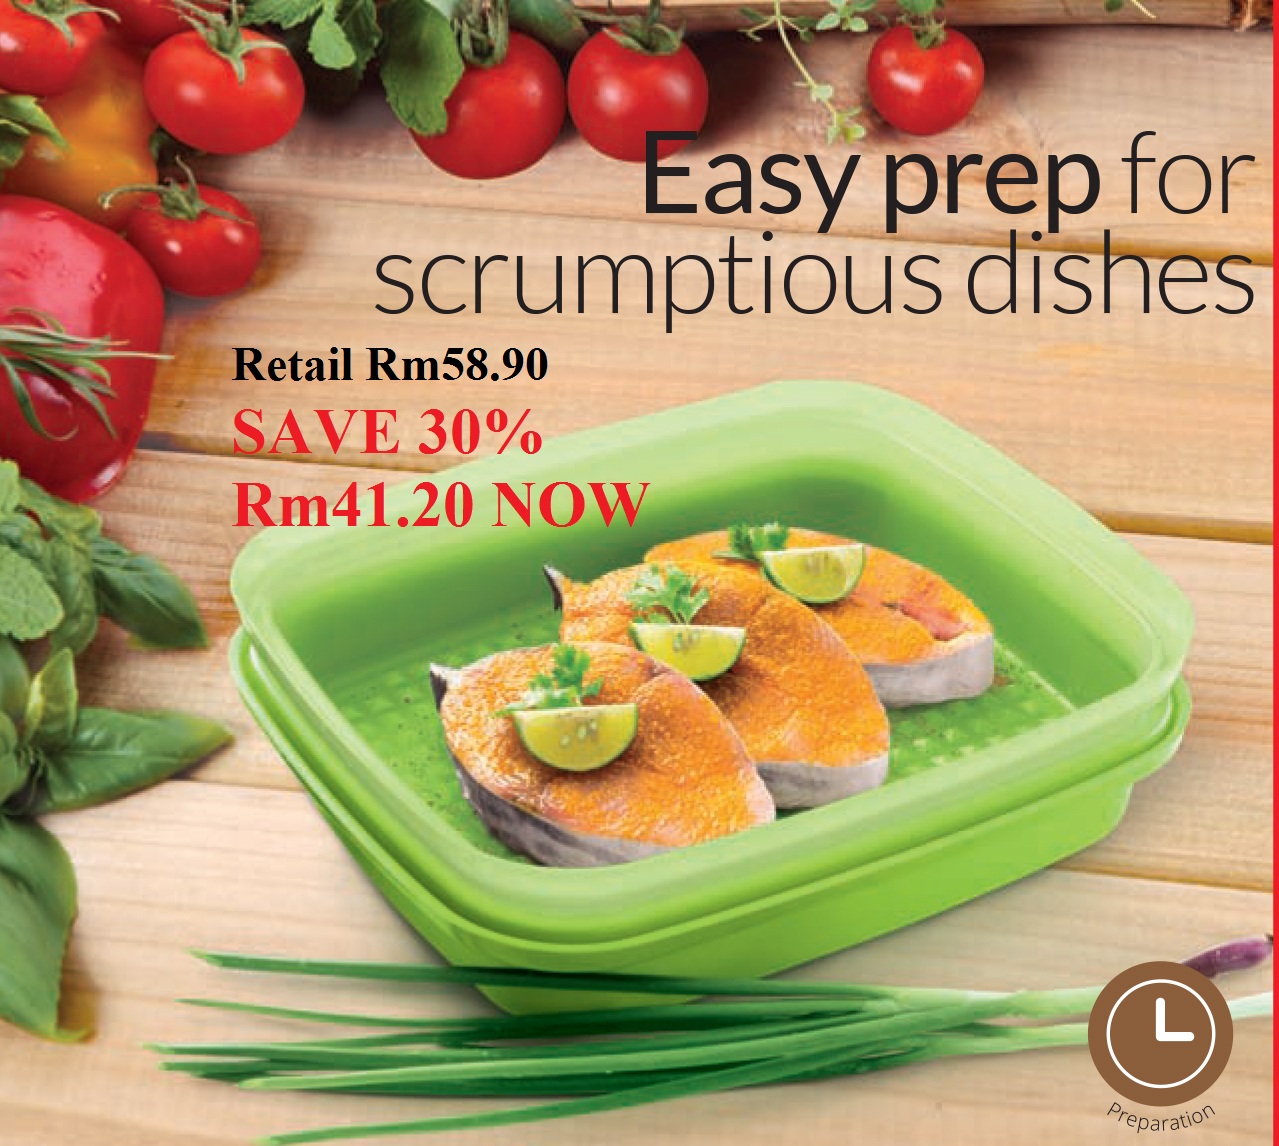 Easy prep for
scrumptious dishes
Retail Rm58.90
SAVE 30%
Rm41.20 NOW
Preparation